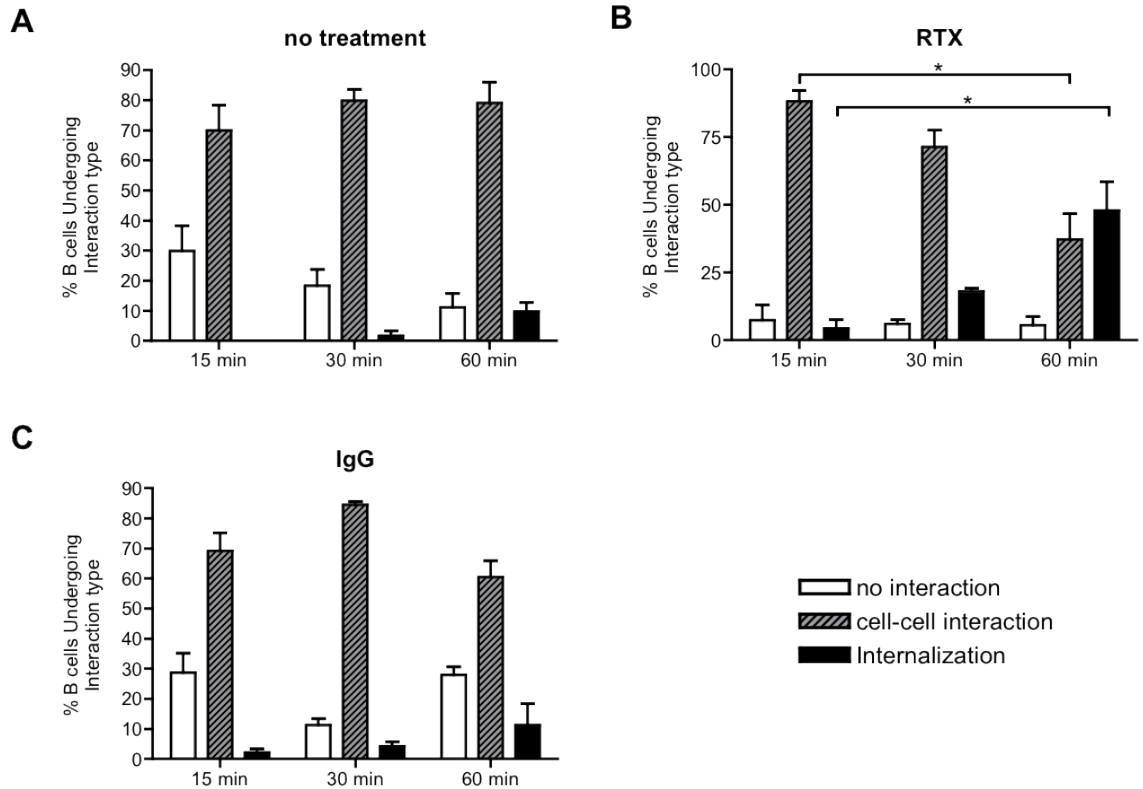 A
no treatment
% B cells Undergoing
Interaction type
90
80
70
60
50
40
30
20
10
0
15 min
30 min
60 min
B
RTX
% B cells Undergoing
Interaction type
100
75
50
25
0
*
*
15 min
30 min
60 min
C
IgG
% B cells Undergoing
Interaction type
90
80
70
60
50
40
30
20
10
0
15 min
30 min
60 min
no interaction
cell-cell interaction
Internalization